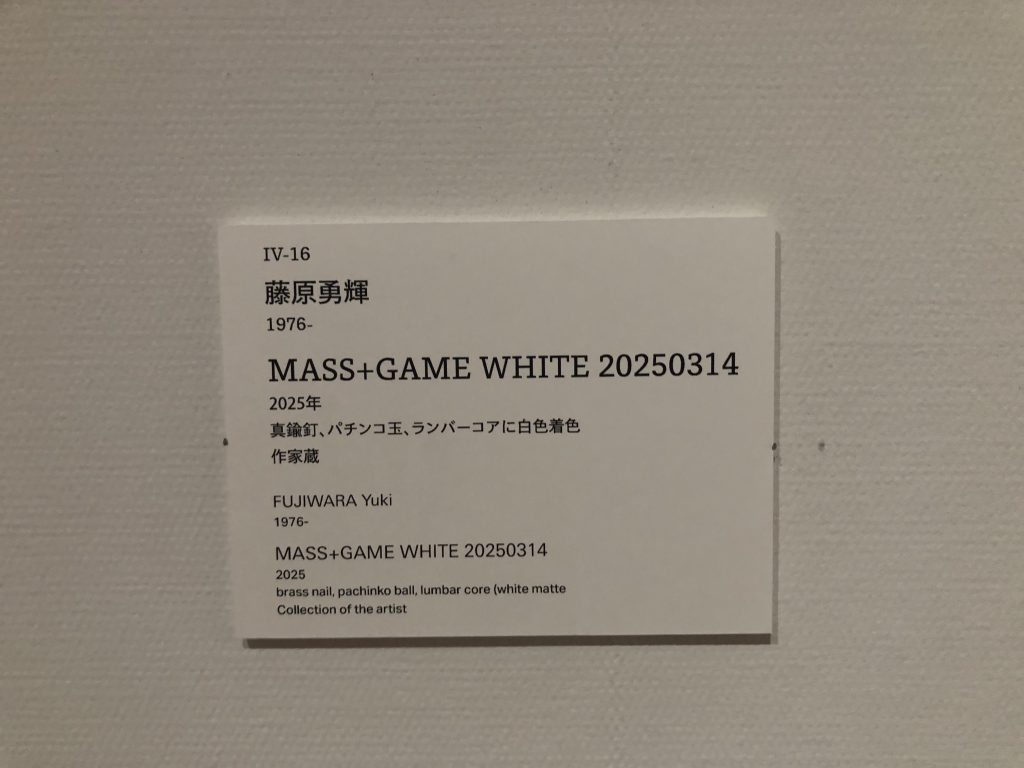 IV-16
藤原勇輝
1976-
MASS+GAME WHITE 20250314
2025年
真鍮釘、パチンコ玉、ランバーコアに白色着色
作家蔵
FUJIWARA Yuki
1976-
MASS+GAME WHITE 20250314
2025
brass nail, pachinko ball, lumbar core (white matte
Collection of the artist